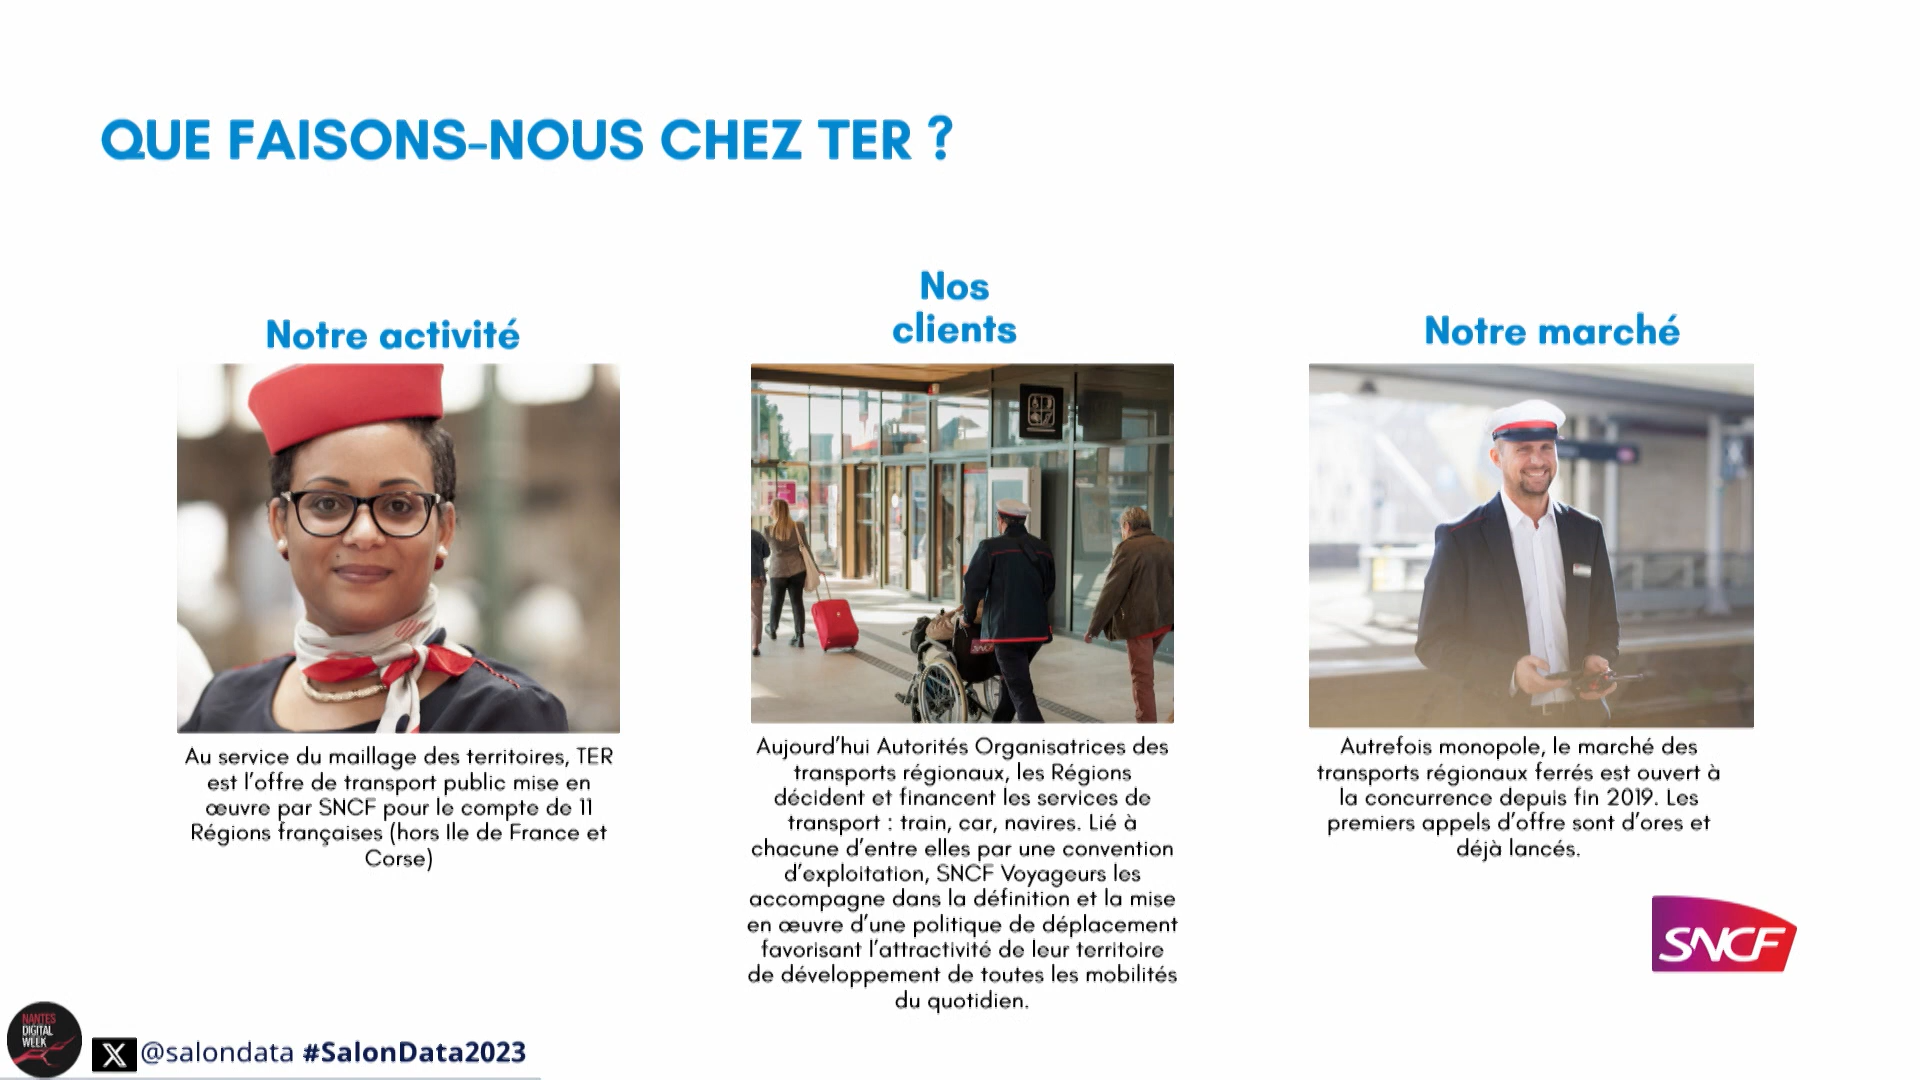 QUE FAISONS-NOUS CHEZ TER ?
Notre activité
Au service du maillage des territoires, TER
est l'offre de transport public mise en
œuvre par SNCF pour le compte de 11
Régions françaises (hors Ile de France et
Corse)
Nos
clients
SNCF
Aujourd'hui Autorités Organisatrices des
transports régionaux, les Régions
décident et financent les services de
transport : train, car, navires. Lié à
chacune d'entre elles par une convention
d'exploitation, SNCF Voyageurs les
accompagne dans la définition et la mise
en œuvre d'une politique de déplacement
favorisant l'attractivité de leur territoire
de développement de toutes les mobilités
du quotidien.
Notre marché
Autrefois monopole, le marché des
transports régionaux ferrés est ouvert à
la concurrence depuis fin 2019. Les
premiers appels d'offre sont d'ores et
déjà lancés.
SNCF
NANTES
DIGITAL
WEEK
X @salondata #SalonData2023